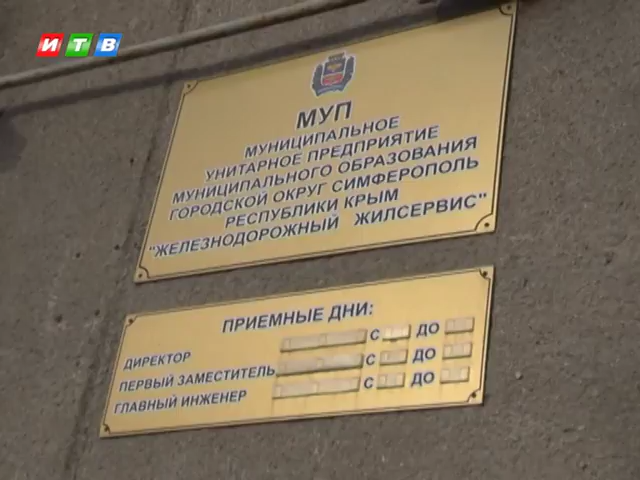 ИТВ
МУП
МУНИЦИПАЛЬНОЕ
УНИТАРНОЕ ПРЕДПРИЯТИЕ
МУНИЦИПАЛЬНОГО ОБРАЗОВАНИЯ
ГОРОДСКОЙ ОКРУГ СИМФЕРОПОЛЬ
РЕСПУБЛИКИ КРЫМ
"ЖЕЛЕЗНОДОРОЖНЫЙ ЖИЛСЕРВИС"
ПРИЕМНЫЕ ДНИ:
ДИРЕКТОР С ДО
ПЕРВЫЙ ЗАМЕСТИТЕЛЬ С ДО
ГЛАВНЫЙ ИНЖЕНЕР С ДО